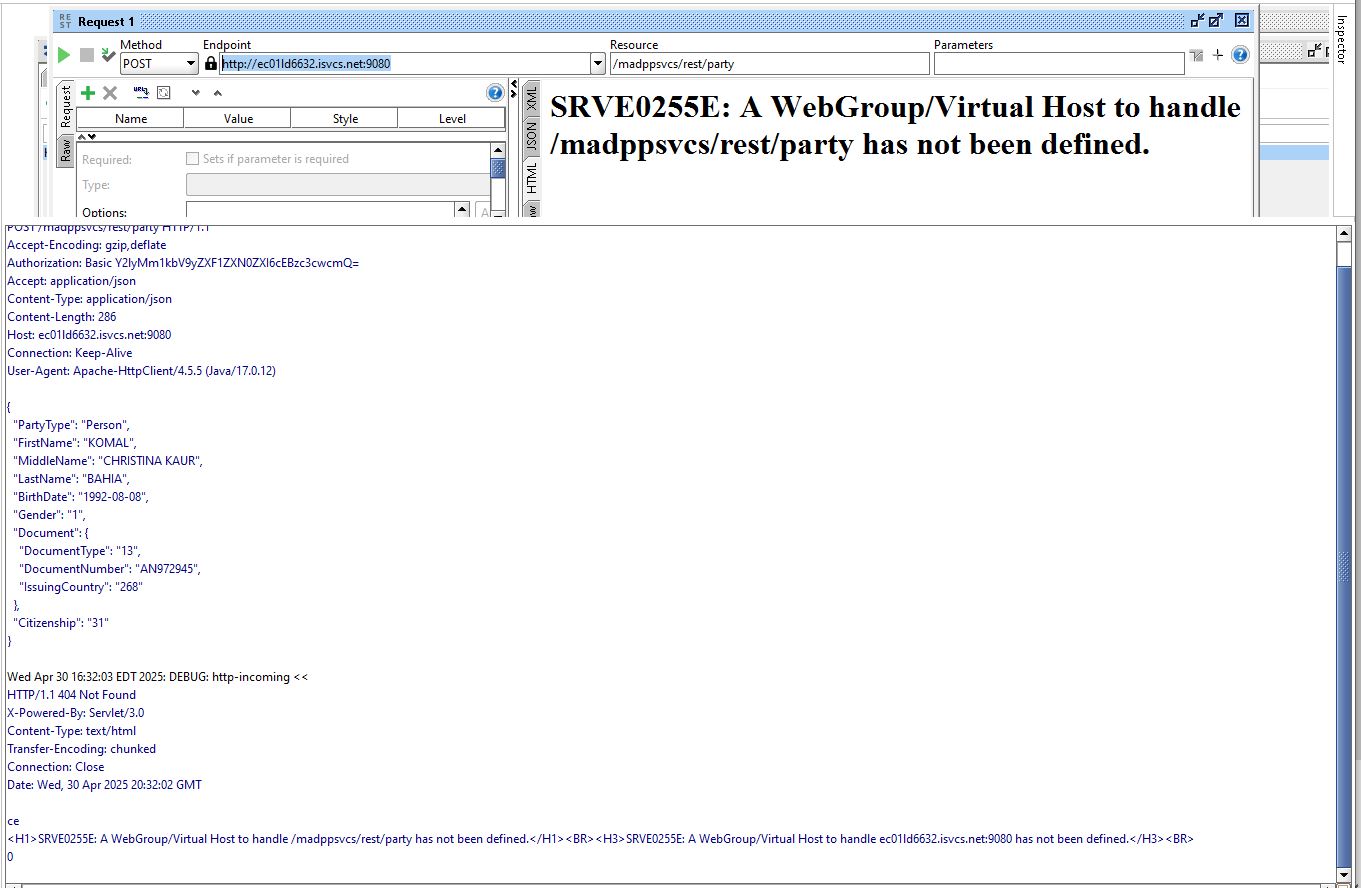 REST Request 1
Method
Endpoint
Resource
Parameters
POST
http://ec01ld6632.isvcs.net:9080
/madppsvcs/rest/party
Request
Raw
Name Value Style Level
Required: Sets if parameter is required
Type:
Options:
A
XML
JSON
HTML
SRVE0255E: A WebGroup/Virtual Host to handle
/madppsvcs/rest/party has not been defined.
Inspector
POST /madppsvcs/rest/party HTTP/1.1
Accept-Encoding: gzip,deflate
Authorization: Basic Y2IyMm1kbV9yZXF1ZXN0ZXI6cEBzc3cwcmQ=
Accept: application/json
Content-Type: application/json
Content-Length: 286
Host: ec01ld6632.isvcs.net:9080
Connection: Keep-Alive
User-Agent: Apache-HttpClient/4.5.5 (Java/17.0.12)
{
"PartyType": "Person",
"FirstName": "KOMAL",
"MiddleName": "CHRISTINA KAUR",
"LastName": "BAHIA",
"BirthDate": "1992-08-08",
"Gender": "1",
"Document": {
"DocumentType": "13",
"DocumentNumber": "AN972945",
"IssuingCountry": "268"
},
"Citizenship": "31"
}
Wed Apr 30 16:32:03 EDT 2025: DEBUG: http-incoming <<
HTTP/1.1 404 Not Found
X-Powered-By: Servlet/3.0
Content-Type: text/html
Transfer-Encoding: chunked
Connection: Close
Date: Wed, 30 Apr 2025 20:32:02 GMT
ce
<H1>SRVE0255E: A WebGroup/Virtual Host to handle /madppsvcs/rest/party has not been defined.</H1><BR><H3>SRVE0255E: A WebGroup/Virtual Host to handle ec01ld6632.isvcs.net:9080 has not been defined.</H3><BR>
0